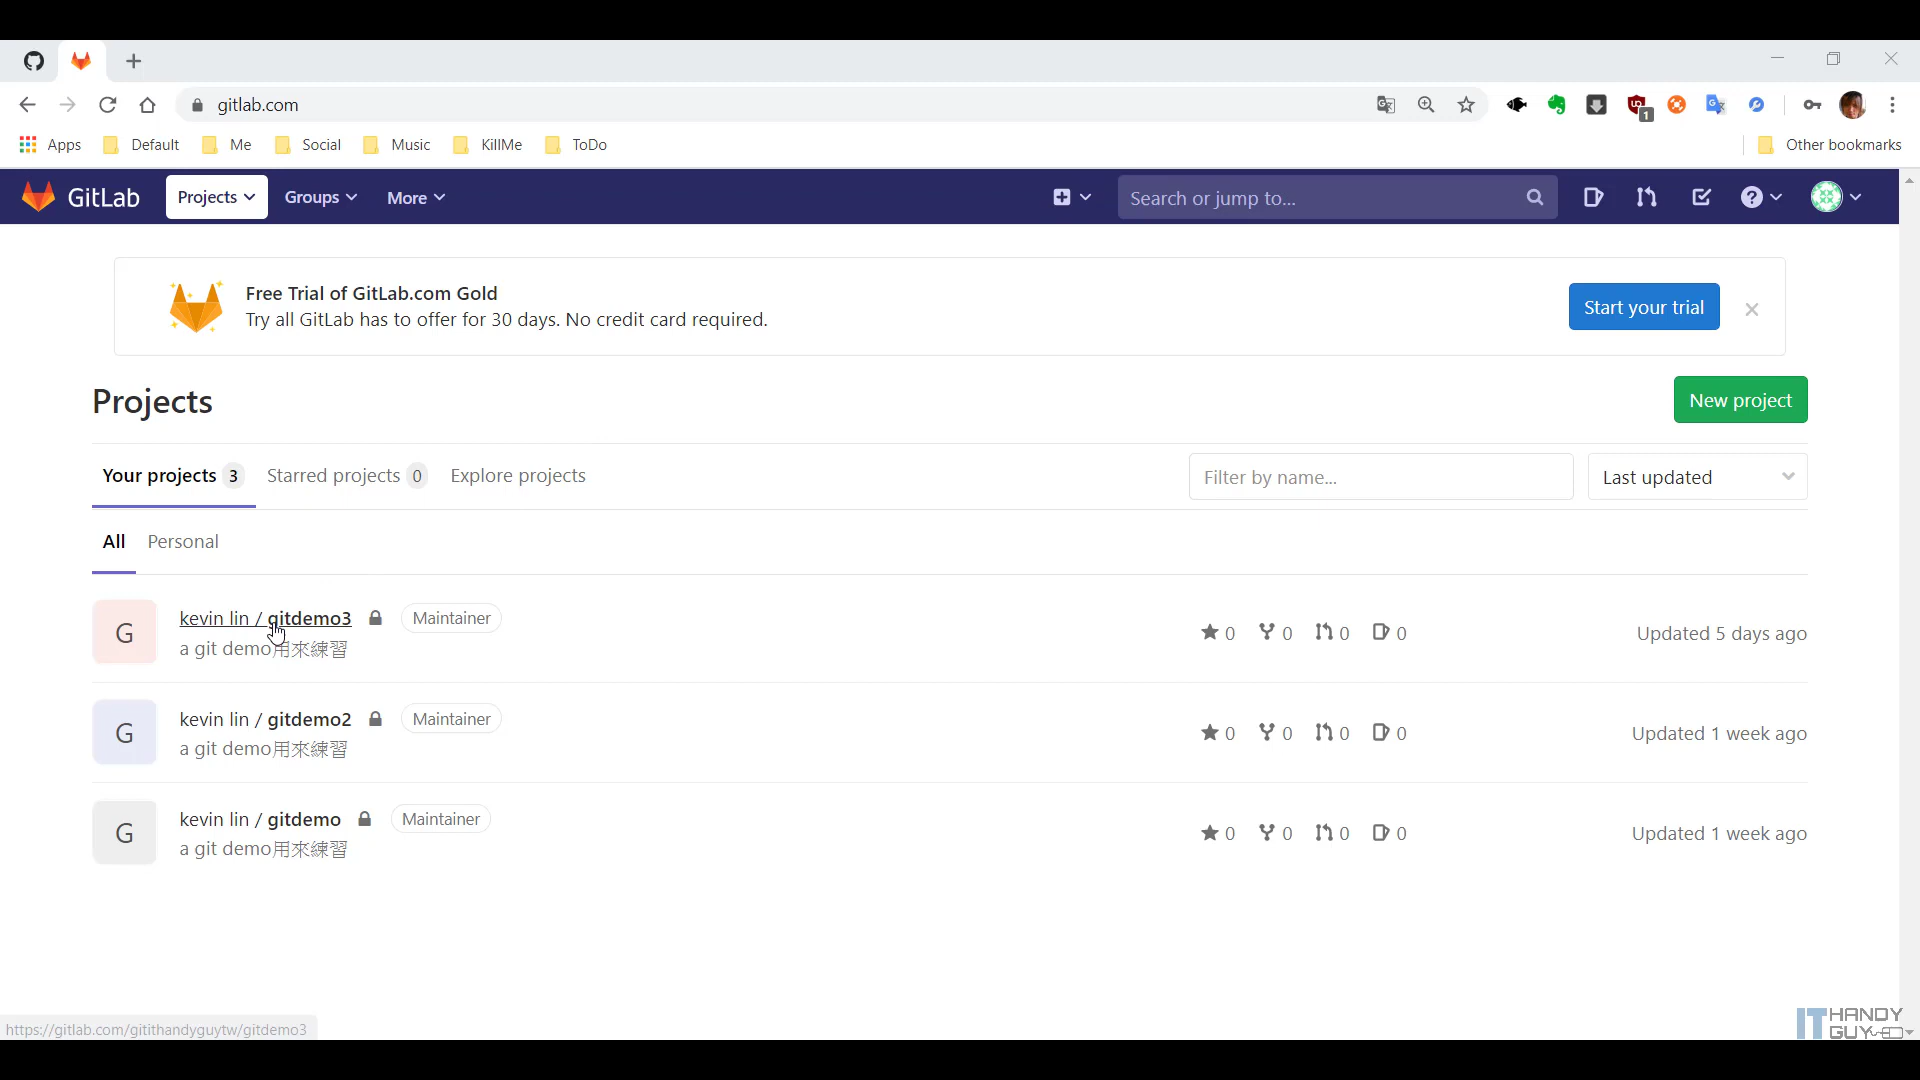 gitlab.com
1
Apps Default Me Social Music KillMe ToDo Other bookmarks
GitLab Projects Groups More Search or jump to...
Free Trial of GitLab.com Gold
Try all GitLab has to offer for 30 days. No credit card required.
Start your trial
Projects
New project
Your projects 3 Starred projects 0 Explore projects
Filter by name...
Last updated
All Personal
G
kevin lin / gitdemo3 Maintainer
a git demo用來練習
0 0 0 0
Updated 5 days ago
G
kevin lin / gitdemo2 Maintainer
a git demo用來練習
0 0 0 0
Updated 1 week ago
G
kevin lin / gitdemo Maintainer
a git demo用來練習
0 0 0 0
Updated 1 week ago
https://gitlab.com/gitithandyguytw/gitdemo3
IT HANDY
GUY